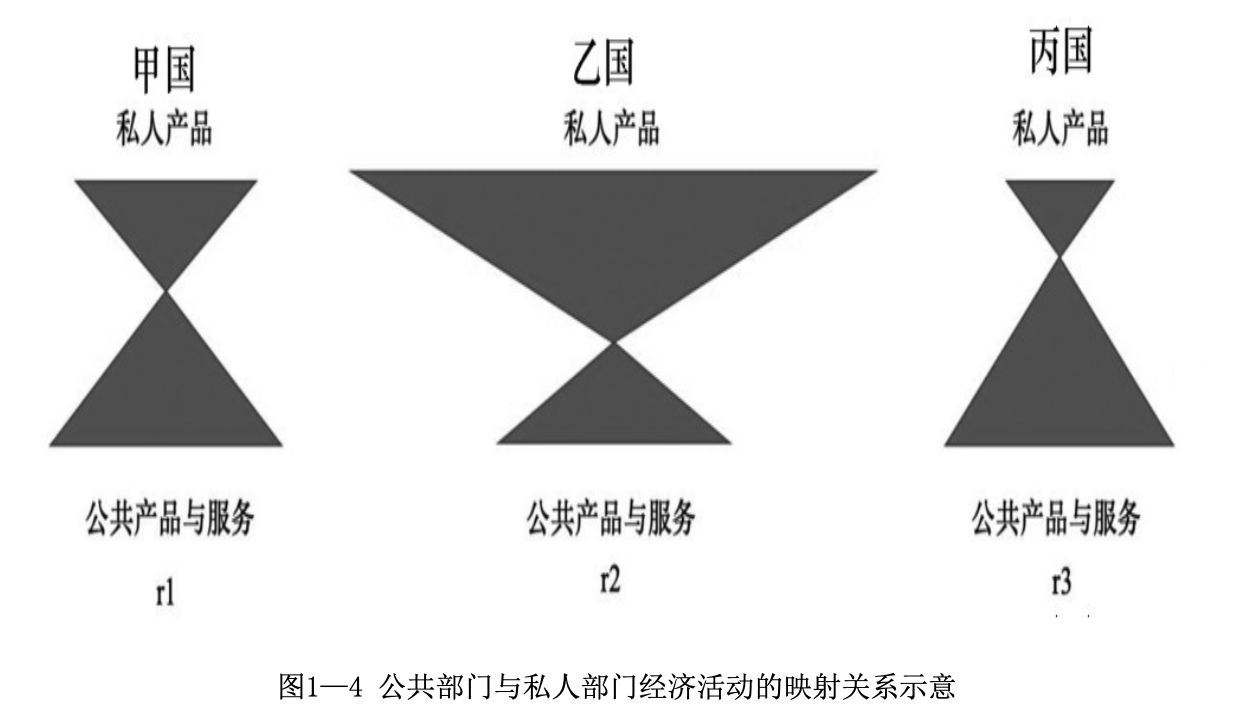 甲国
私人产品
公共产品与服务
r1
乙国
私人产品
公共产品与服务
r2
丙国
私人产品
公共产品与服务
r3
图1—4 公共部门与私人部门经济活动的映射关系示意